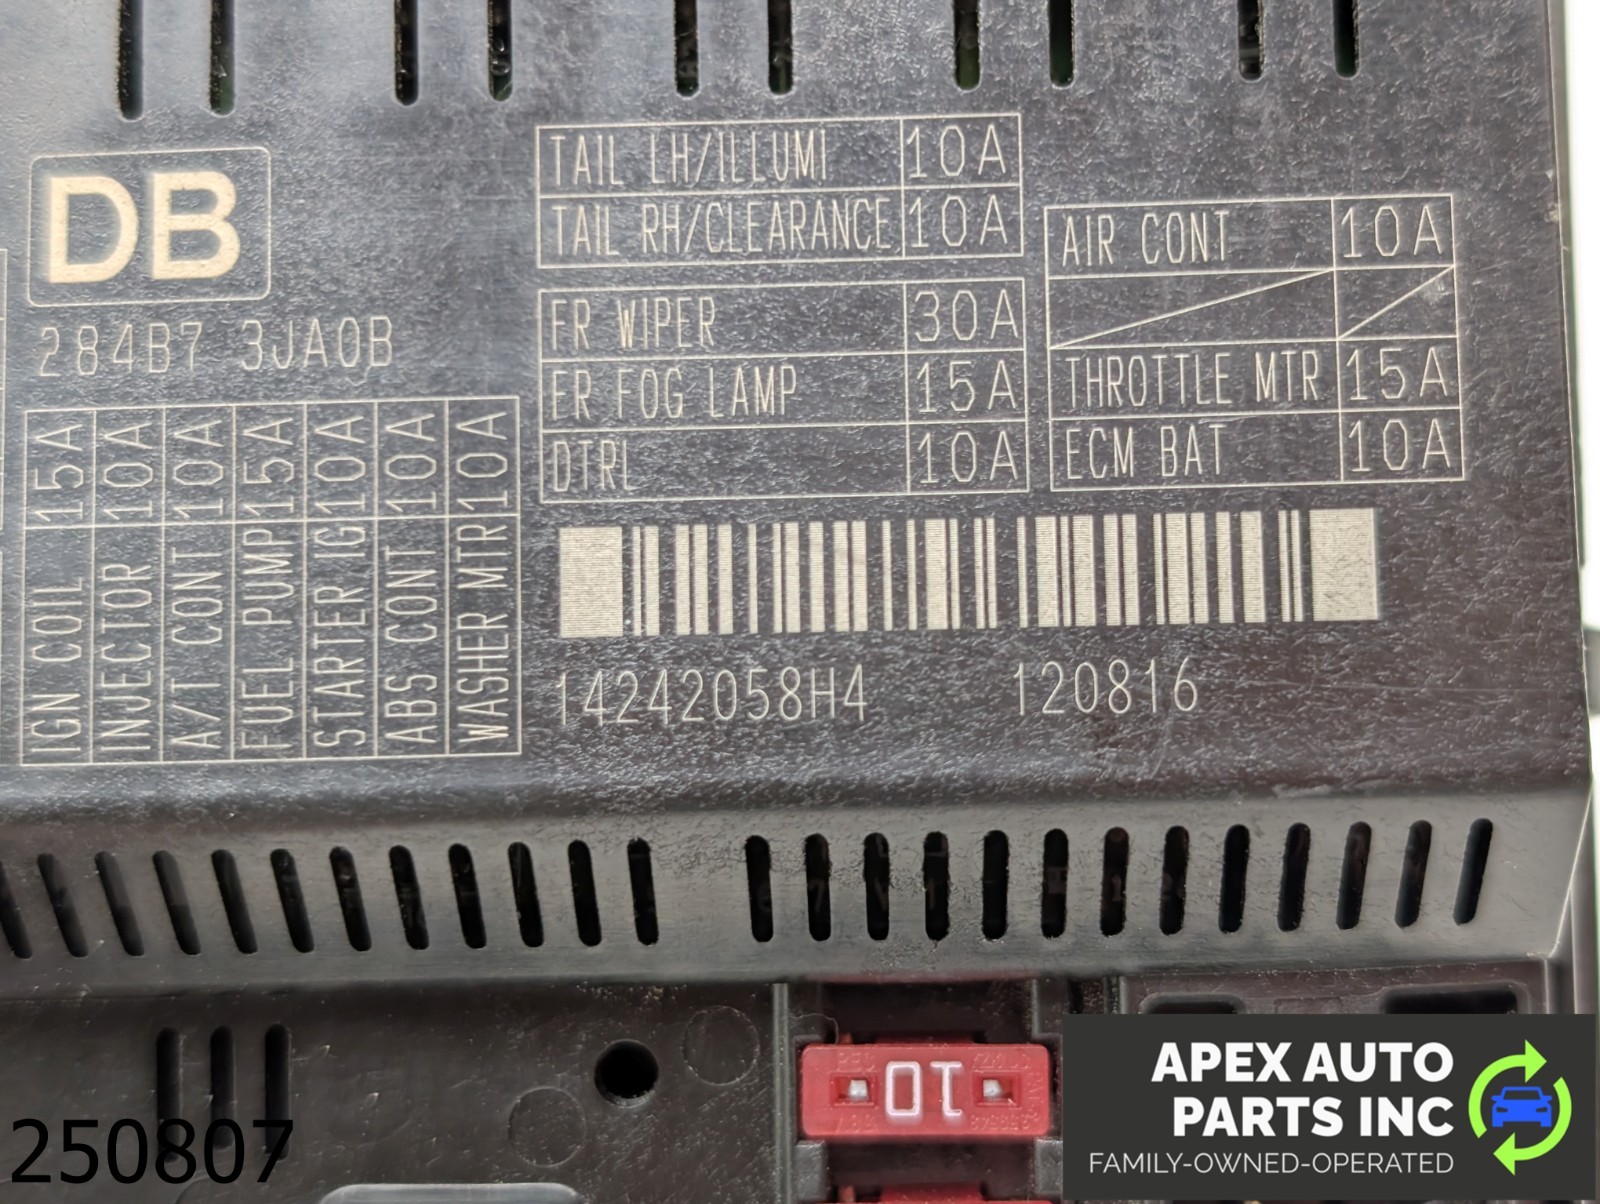 DB
284B7 3JA0B
IGN COIL 15A
INJECTOR 10A
A/T CONT 10A
FUEL PUMP 15A
STARTER IG 10A
ABS CONT 10A
WASHER MTR 10A
TAIL LH/ILLUMI 10A
TAIL RH/CLEARANCE 10A
FR WIPER 30A
FR FOG LAMP 15A
DTRL 10A
AIR CONT 10A
THROTTLE MTR 15A
ECM BAT 10A
14242058H4 120816
10
250807
APEX AUTO
PARTS INC
FAMILY-OWNED-OPERATED